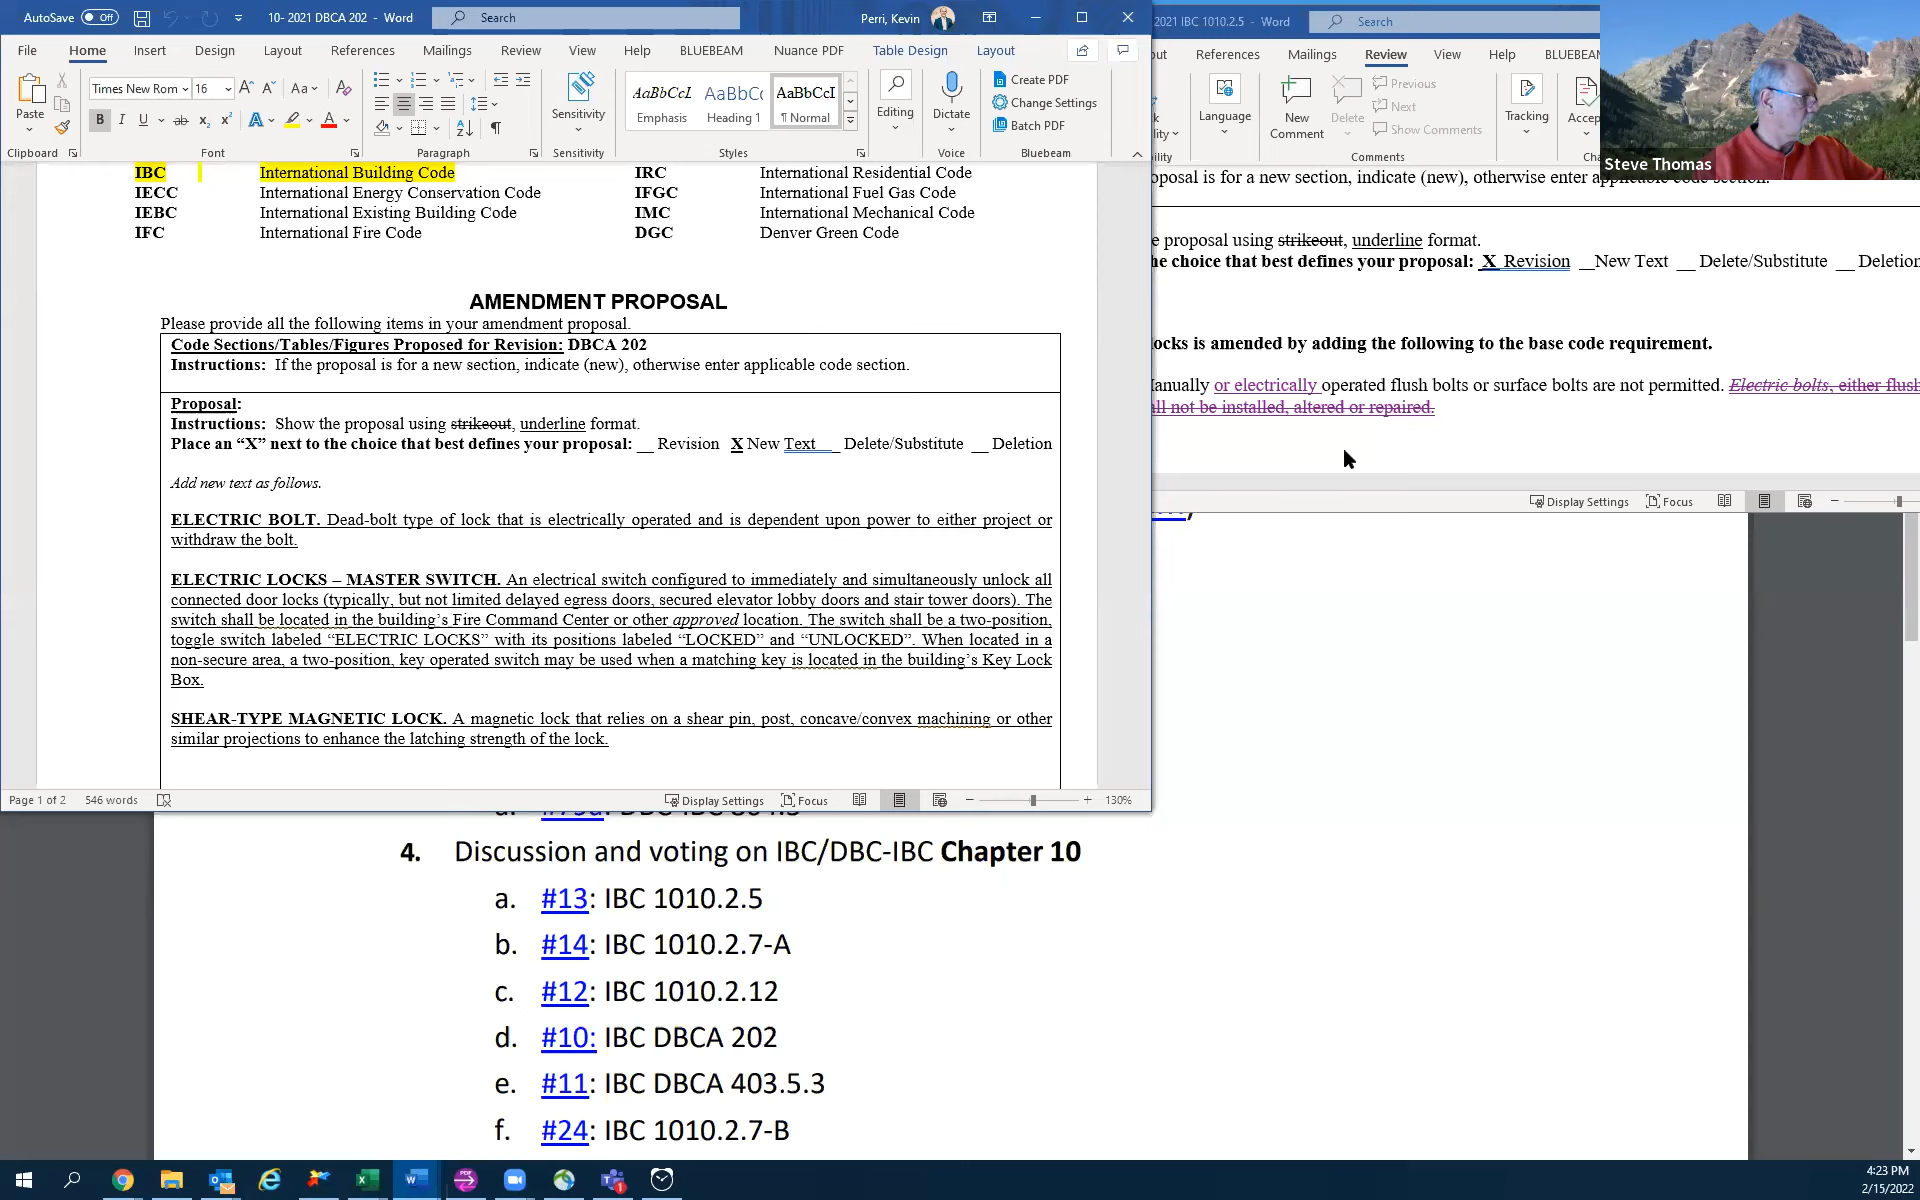 AutoSave Off 10- 2021 DBCA 202 - Word Search Perri, Kevin
File Home Insert Design Layout References Mailings Review View Help BLUEBEAM Nuance PDF Table Design Layout
Paste
Clipboard
Times New Rom 16
Font
Paragraph
Sensitivity
Sensitivity
AaBbCcL AaBbCc AaBbCcI
Emphasis Heading 1 ¶ Normal
Styles
Editing
Dictate
Voice
Create PDF
Change Settings
Batch PDF
Bluebeam
IBC International Building Code IRC International Residential Code
IECC International Energy Conservation Code IFGC International Fuel Gas Code
IEBC International Existing Building Code IMC International Mechanical Code
IFC International Fire Code DGC Denver Green Code
AMENDMENT PROPOSAL
Please provide all the following items in your amendment proposal.
Code Sections/Tables/Figures Proposed for Revision: DBCA 202
Instructions: If the proposal is for a new section, indicate (new), otherwise enter applicable code section.
Proposal:
Instructions: Show the proposal using strikeout, underline format.
Place an “X” next to the choice that best defines your proposal: __ Revision X New Text __ Delete/Substitute __ Deletion
Add new text as follows.
ELECTRIC BOLT. Dead-bolt type of lock that is electrically operated and is dependent upon power to either project or
withdraw the bolt.
ELECTRIC LOCKS – MASTER SWITCH. An electrical switch configured to immediately and simultaneously unlock all
connected door locks (typically, but not limited delayed egress doors, secured elevator lobby doors and stair tower doors). The
switch shall be located in the building’s Fire Command Center or other approved location. The switch shall be a two-position,
toggle switch labeled “ELECTRIC LOCKS” with its positions labeled “LOCKED” and “UNLOCKED”. When located in a
non-secure area, a two-position, key operated switch may be used when a matching key is located in the building’s Key Lock
Box.
SHEAR-TYPE MAGNETIC LOCK. A magnetic lock that relies on a shear pin, post, concave/convex machining or other
similar projections to enhance the latching strength of the lock.
Page 1 of 2 546 words Display Settings Focus 130%
2021 IBC 1010.2.5 - Word Search
References Mailings Review View Help BLUEBEAM
Language
New Comment
Delete
Previous
Next
Show Comments
Comments
Tracking
Accep
Steve Thomas
oposal is for a new section, indicate (new), otherwise enter applicable code section.
e proposal using strikeout, underline format.
he choice that best defines your proposal: X Revision __New Text __ Delete/Substitute __ Deletion
ocks is amended by adding the following to the base code requirement.
Manually or electrically operated flush bolts or surface bolts are not permitted. Electric bolts, either flush
all not be installed, altered or repaired.
Display Settings Focus
4. Discussion and voting on IBC/DBC-IBC Chapter 10
a. #13: IBC 1010.2.5
b. #14: IBC 1010.2.7-A
c. #12: IBC 1010.2.12
d. #10: IBC DBCA 202
e. #11: IBC DBCA 403.5.3
f. #24: IBC 1010.2.7-B
4:23 PM
2/15/2022